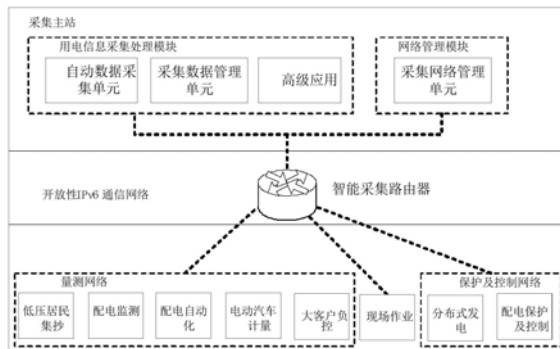 采集主站
用电信息采集处理模块
网络管理模块
自动数据采
集单元
采集数据管理
单元
高级应用
采集网络管理
单元
开放性IPv6 通信网络
智能采集路由器
量测网络
保护及控制网络
低压居民
集抄
配电监测
配电自动
化
电动汽车
计量
大客户负
控
现场作业
分布式发
电
配电保护
及控制